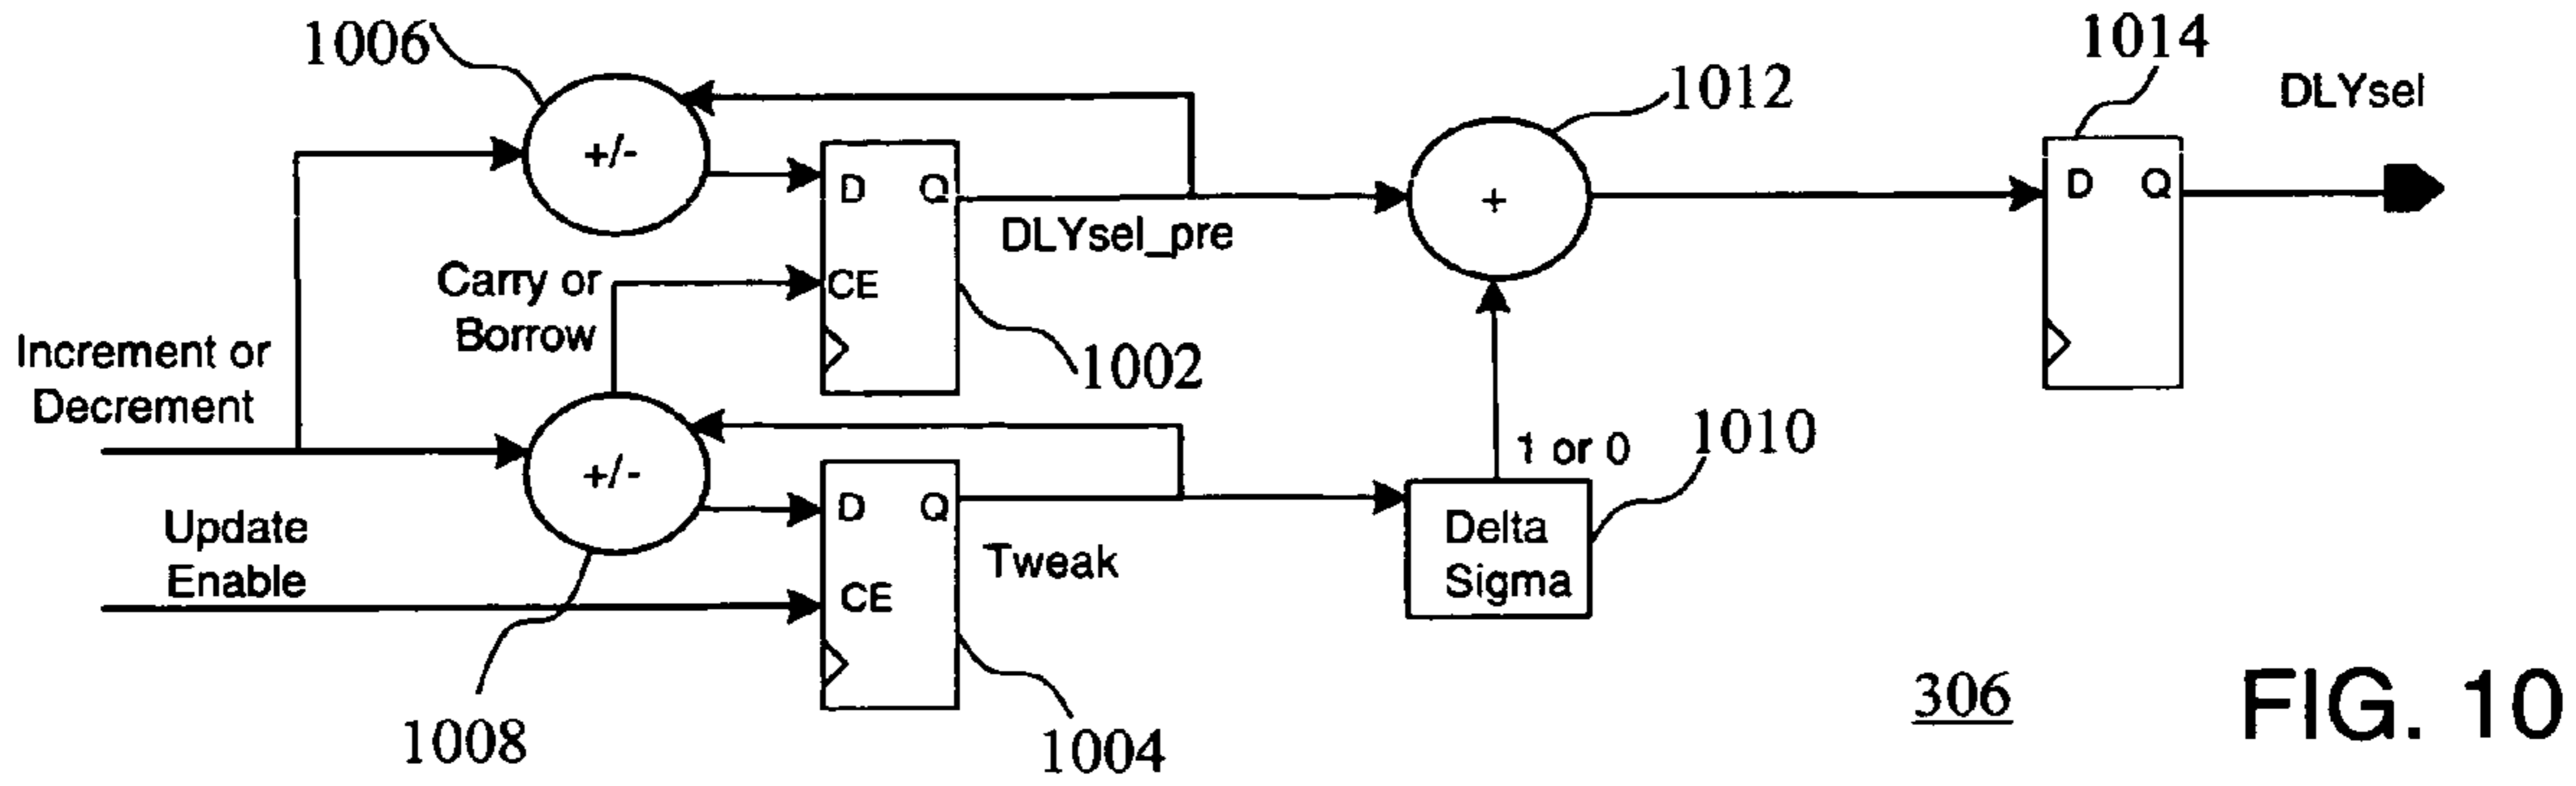 1006
1012
1014
DLYsel
+/-
D Q
DLYsel_pre
+
D Q
Carry or
Borrow
CE
Increment or
Decrement
1002
+/-
1 or 0
1010
D Q
Tweak
Delta
Sigma
Update
Enable
CE
1008
1004
306
FIG. 10